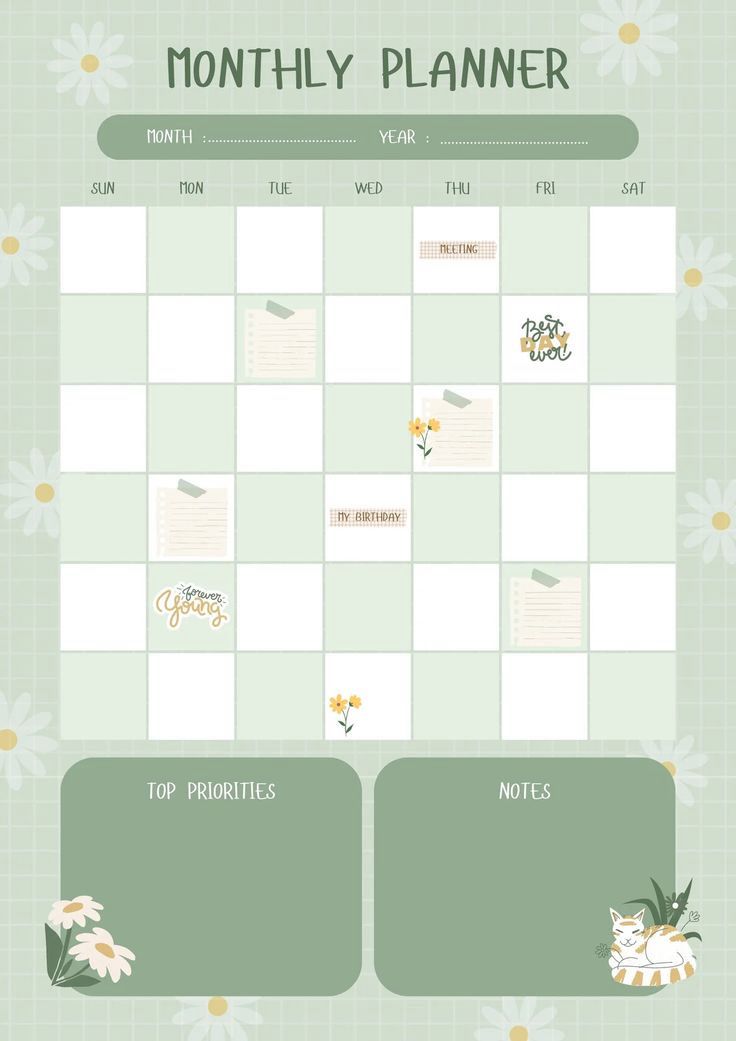 MONTHLY PLANNER
MONTH :...................................... YEAR : ......................................
SUN MON TUE WED THU FRI SAT
MEETING
Best
DAY
ever!
MY BIRTHDAY
forever
Young
TOP PRIORITIES NOTES